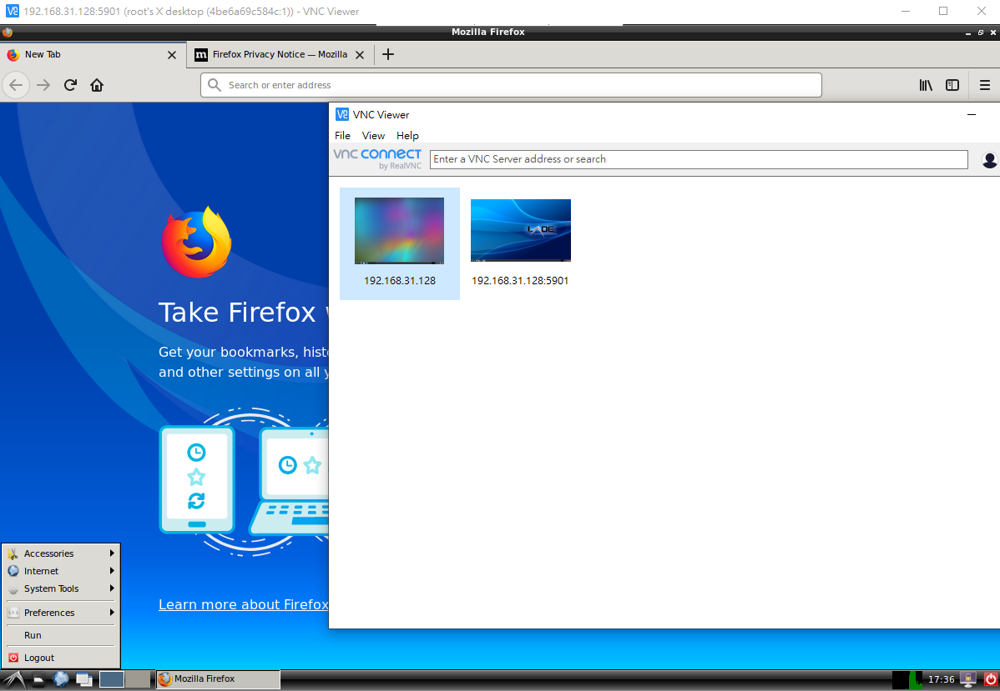 192.168.31.128:5901 (root's X desktop (4be6a69c584c:1)) - VNC Viewer
Mozilla Firefox
New Tab
m Firefox Privacy Notice — Mozilla
Search or enter address
VNC Viewer
File View Help
VNC CONNECT
by RealVNC
Enter a VNC Server address or search
LXDE
192.168.31.128
192.168.31.128:5901
Take Firefox
Get your bookmarks, hist
and other settings on all
Learn more about Firefox
Accessories
Internet
System Tools
Preferences
Run
Logout
Mozilla Firefox
17:36